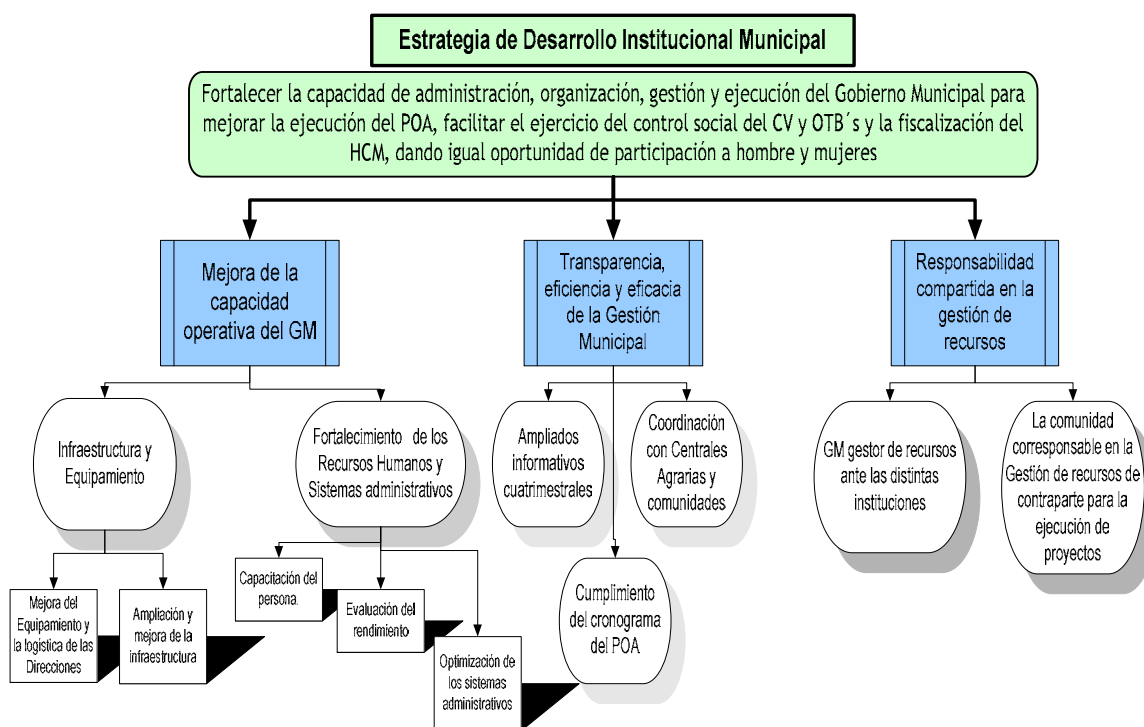 Estrategia de Desarrollo Institucional Municipal
Fortalecer la capacidad de administración, organización, gestión y ejecución del Gobierno Municipal para
mejorar la ejecución del POA, facilitar el ejercicio del control social del CV y OTB´s y la fiscalización del
HCM, dando igual oportunidad de participación a hombre y mujeres
Mejora de la
capacidad
operativa del GM
Transparencia,
eficiencia y eficacia
de la Gestión
Municipal
Responsabilidad
compartida en la
gestión de
recursos
Infraestructura y
Equipamiento
Fortalecimiento de los
Recursos Humanos y
Sistemas administrativos
Ampliados
informativos
cuatrimestrales
Coordinación
con Centrales
Agrarias y
comunidades
GM gestor de recursos
ante las distintas
instituciones
La comunidad
corresponsable en la
Gestión de recursos de
contraparte para la
ejecución de
proyectos
Mejora del
Equipamiento y
la logística de las
Direcciones
Ampliación y
mejora de la
infraestructura
Capacitación del
persona.
Evaluación del
rendimiento
Optimización de
los sistemas
administrativos
Cumplimiento
del cronograma
del POA